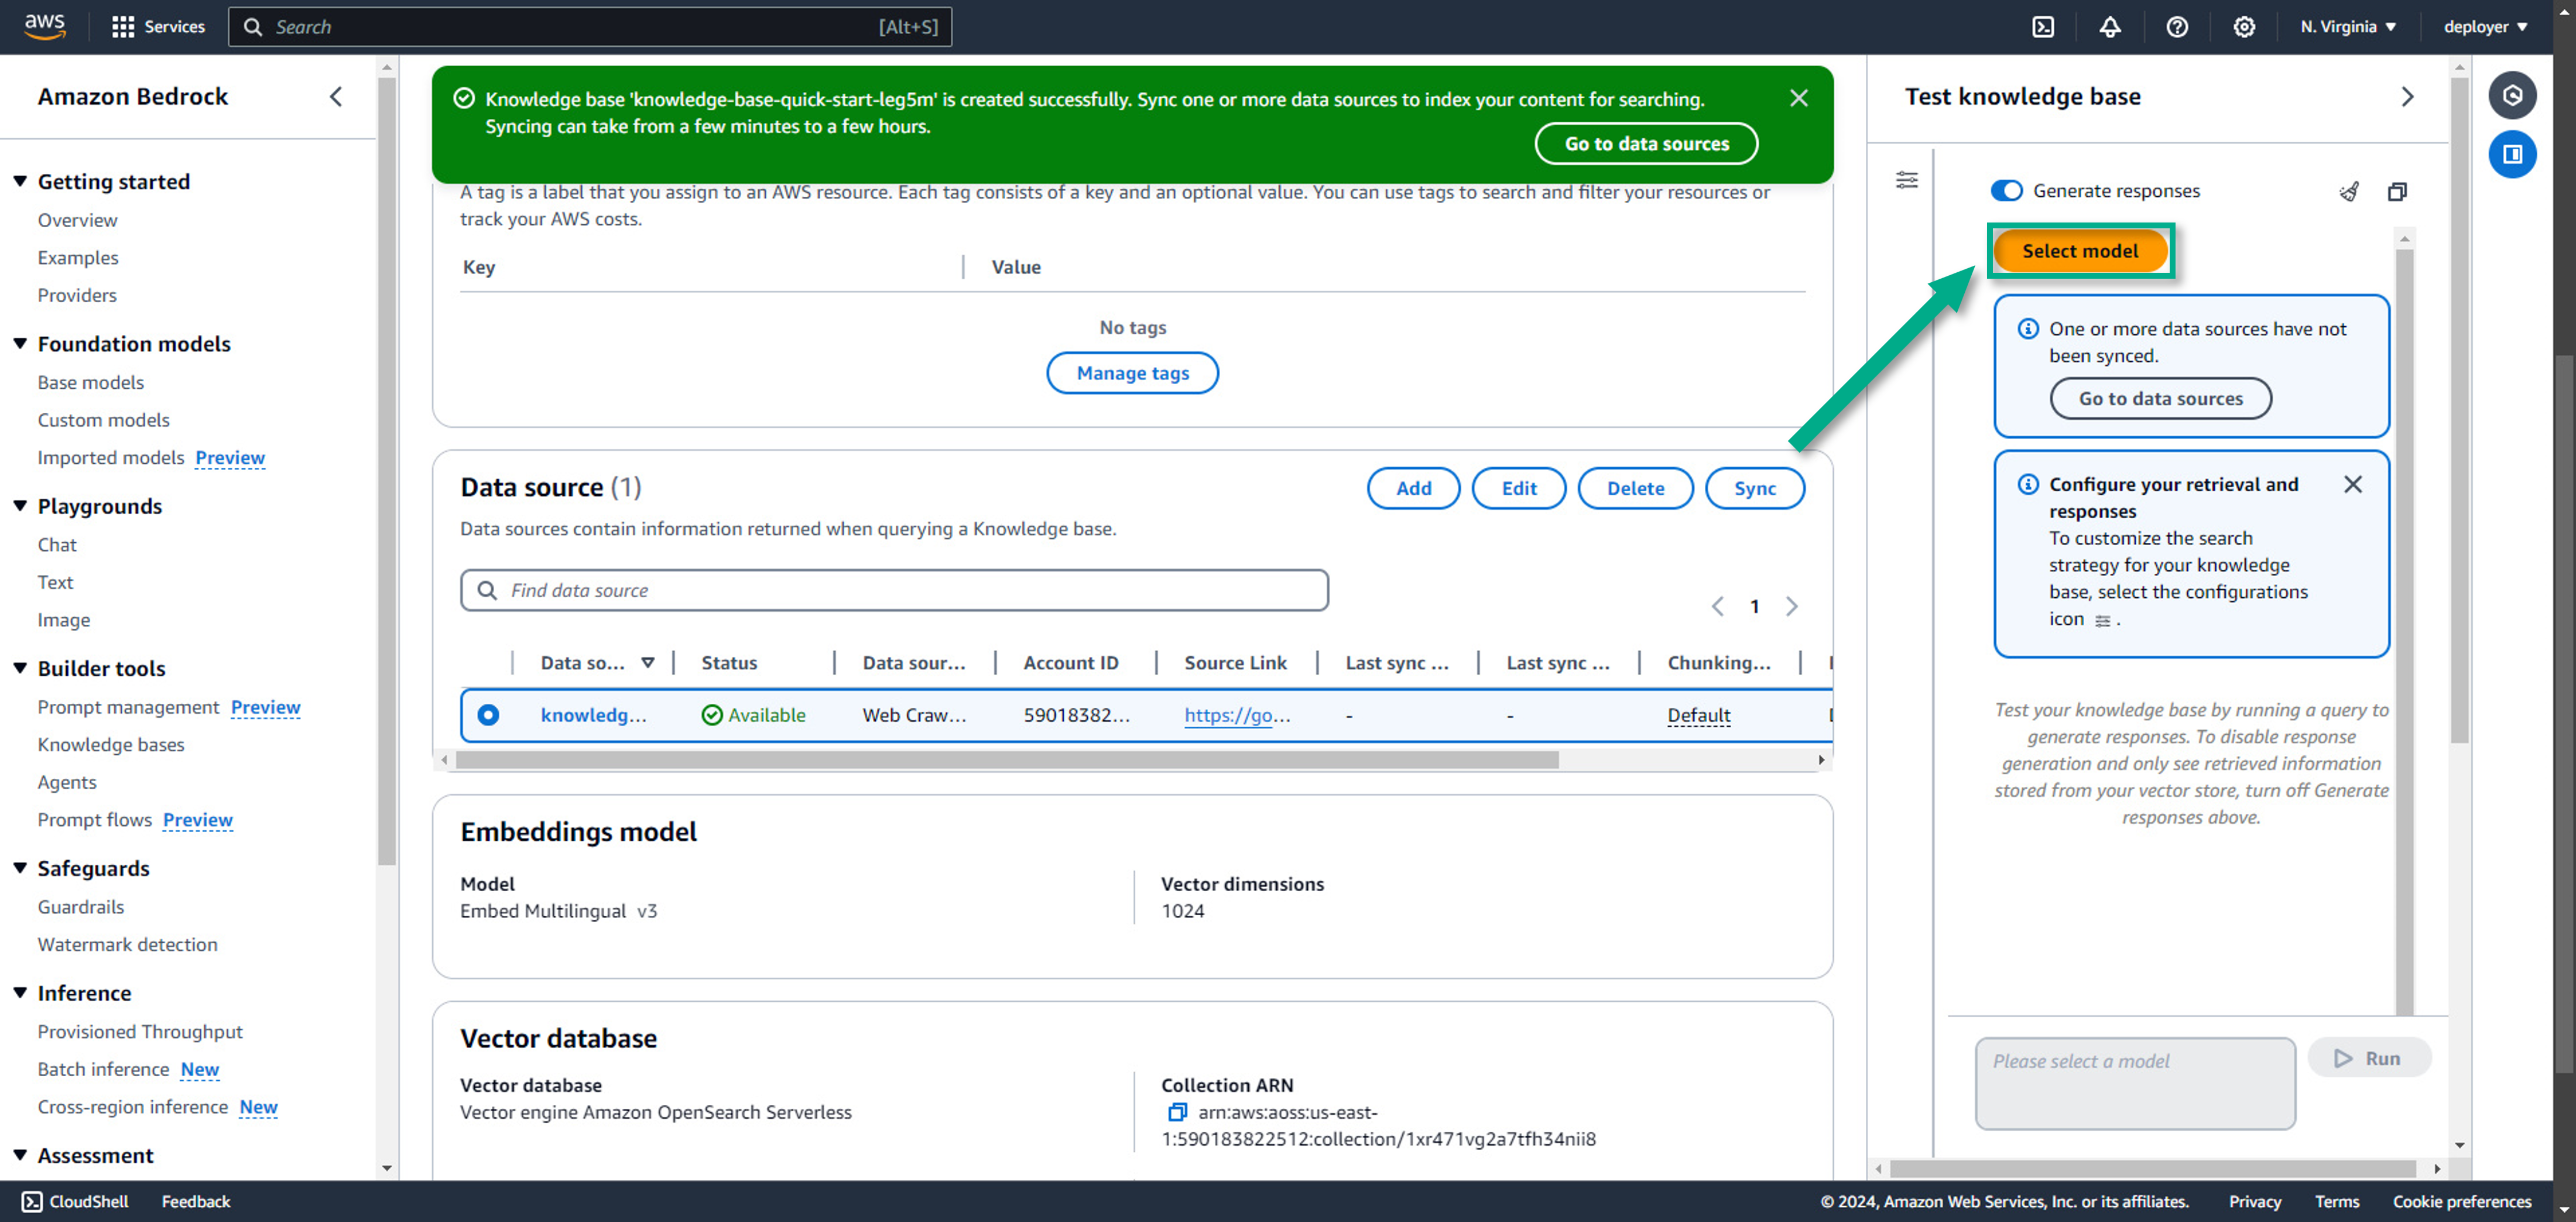 aws
Services
Search
[Alt+S]
N. Virginia
deployer
Amazon Bedrock
Getting started
Overview
Examples
Providers
Foundation models
Base models
Custom models
Imported models Preview
Playgrounds
Chat
Text
Image
Builder tools
Prompt management Preview
Knowledge bases
Agents
Prompt flows Preview
Safeguards
Guardrails
Watermark detection
Inference
Provisioned Throughput
Batch inference New
Cross-region inference New
Assessment
Knowledge base 'knowledge-base-quick-start-leg5m' is created successfully. Sync one or more data sources to index your content for searching.
Syncing can take from a few minutes to a few hours.
Go to data sources
A tag is a label that you assign to an AWS resource. Each tag consists of a key and an optional value. You can use tags to search and filter your resources or
track your AWS costs.
Key Value
No tags
Manage tags
Data source (1)
Add Edit Delete Sync
Data sources contain information returned when querying a Knowledge base.
Find data source
1
Data so... Status Data sour... Account ID Source Link Last sync ... Last sync ... Chunking...
knowledg... Available Web Craw... 59018382... https://go... - - Default
Embeddings model
Model
Embed Multilingual v3
Vector dimensions
1024
Vector database
Vector database
Vector engine Amazon OpenSearch Serverless
Collection ARN
arn:aws:aoss:us-east-
1:590183822512:collection/1xr471vg2a7tfh34nii8
Test knowledge base
Generate responses
Select model
One or more data sources have not
been synced.
Go to data sources
Configure your retrieval and
responses
To customize the search
strategy for your knowledge
base, select the configurations
icon .
Test your knowledge base by running a query to
generate responses. To disable response
generation and only see retrieved information
stored from your vector store, turn off Generate
responses above.
Please select a model
Run
CloudShell Feedback
© 2024, Amazon Web Services, Inc. or its affiliates. Privacy Terms Cookie preferences